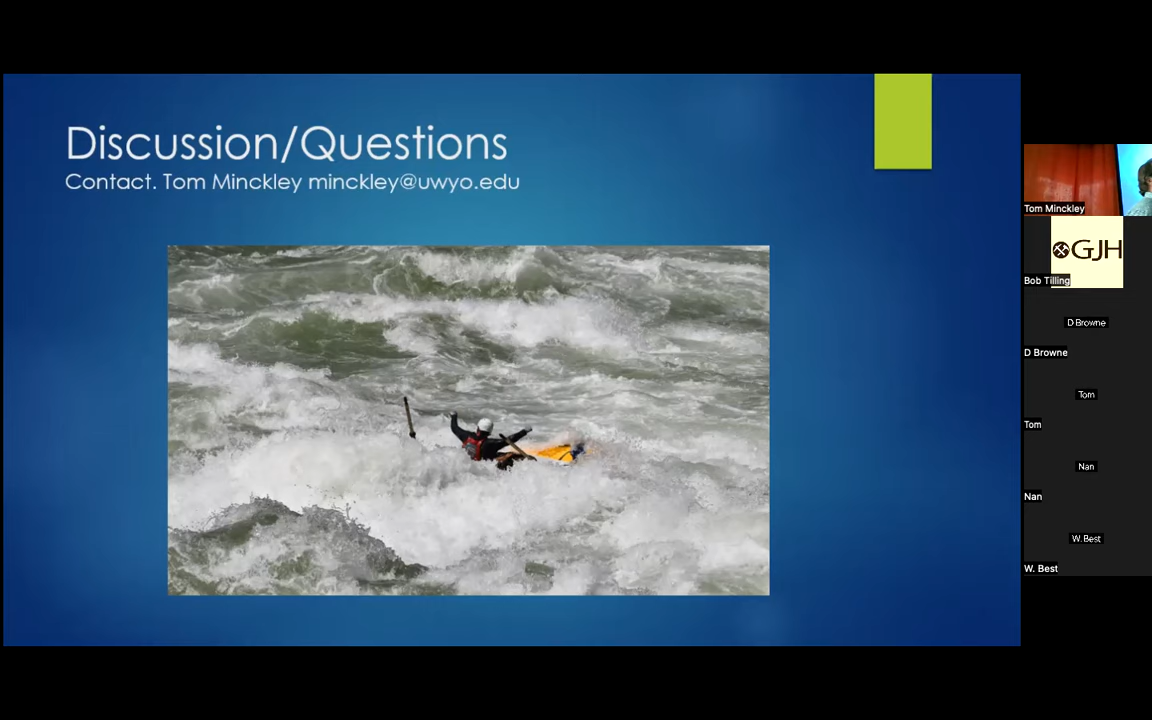 Discussion/Questions
Contact. Tom Minckley minckley@uwyo.edu
Tom Minckley
GJH
Bob Tilling
D Browne
D Browne
Tom
Tom
Nan
Nan
W. Best
W. Best